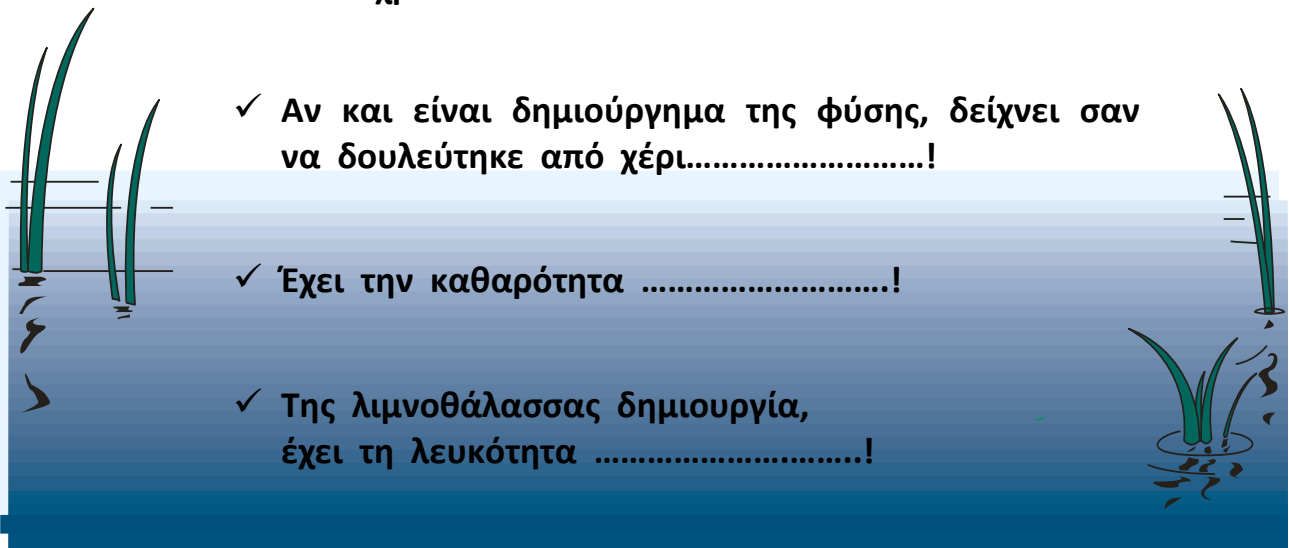 ✓ Αν και είναι δημιούργημα της φύσης, δείχνει σαν
να δουλεύτηκε από χέρι………………………!
✓ Έχει την καθαρότητα ……………………….!
✓ Της λιμνοθάλασσας δημιουργία,
έχει τη λευκότητα ………………….……..!